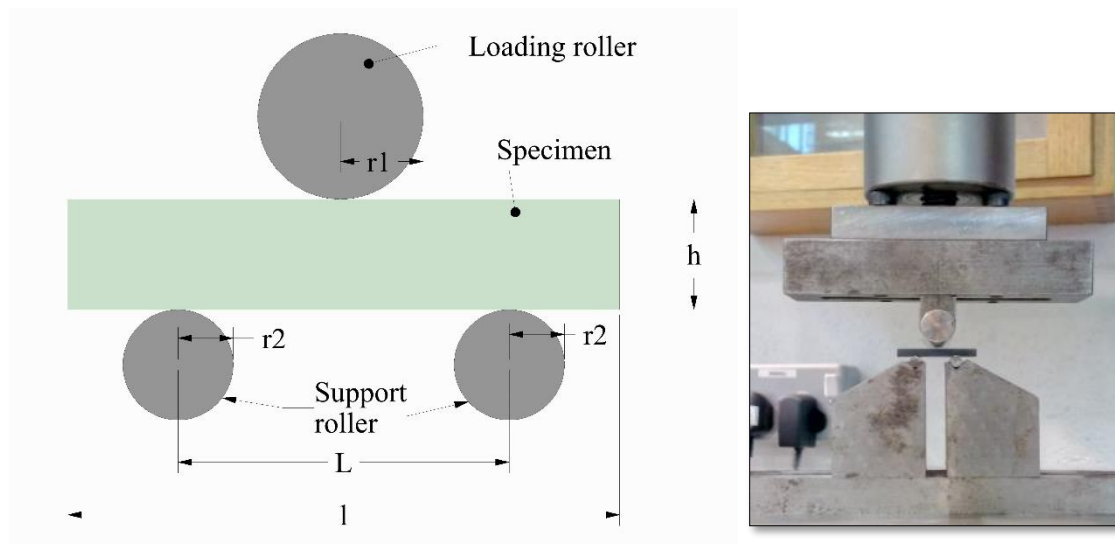 Loading roller
r1
Specimen
h
r2
r2
Support
roller
L
l